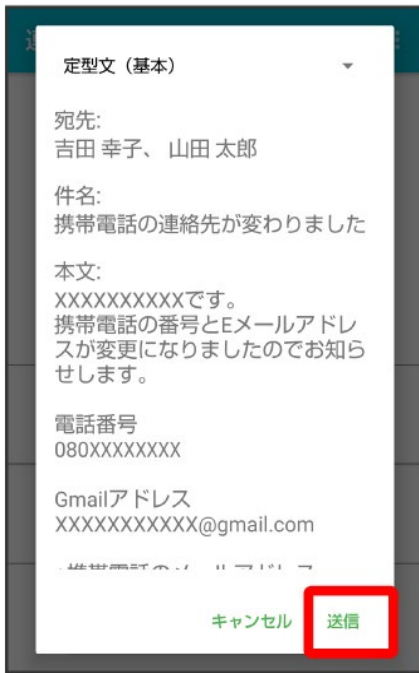 定型文（基本）
宛先:
吉田 幸子、 山田 太郎
件名:
携帯電話の連絡先が変わりました
本文:
XXXXXXXXXXです。
携帯電話の番号とEメールアドレ
スが変更になりましたのでお知ら
せします。
電話番号
080XXXXXXXX
Gmailアドレス
XXXXXXXXXXX@gmail.com
キャンセル 送信